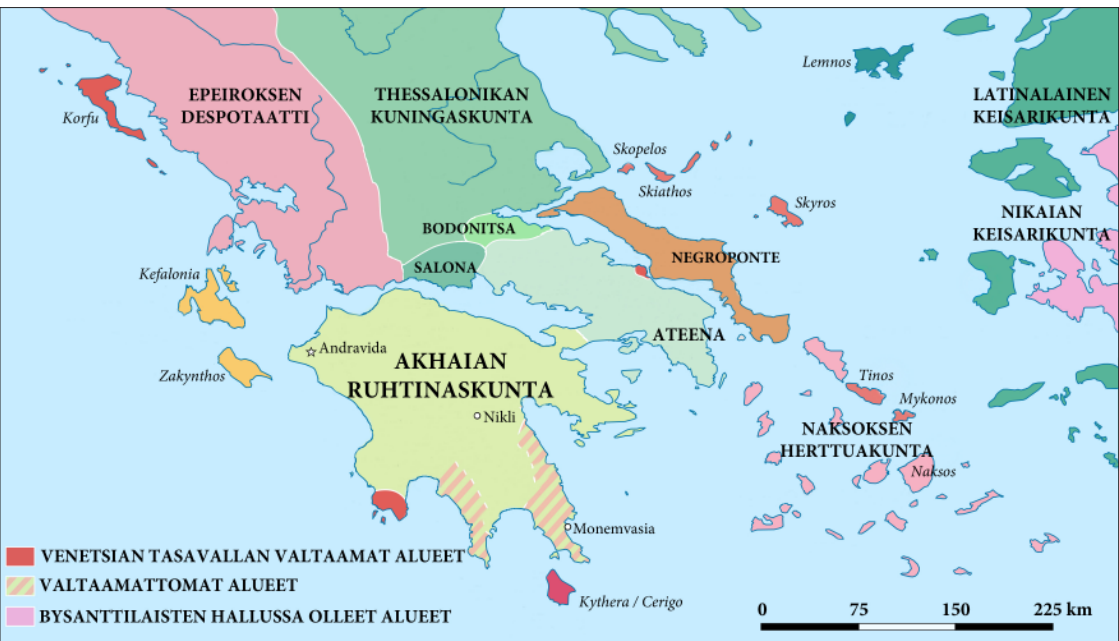 Lemnos
EPEIROKSEN
DESPOTAATTI
THESSALONIKAN
KUNINGASKUNTA
LATINALAINEN
KEISARIKUNTA
Korfu
Skopelos
Skiathos
Skyros
NIKAIAN
KEISARIKUNTA
BODONITSA
SALONA
NEGROPONTE
Kefalonia
ATEENA
Andravida
AKHAIAN
RUHTINASKUNTA
Zakynthos
Tinos
Mykonos
Nikli
NAKSOKSEN
HERTTUAKUNTA
Naksos
Monemvasia
VENETSIAN TASAVALLAN VALTAAMAT ALUEET
VALTAAMATTOMAT ALUEET
BYSANTTILAISTEN HALLUSSA OLLEET ALUEET
Kythera / Cerigo
0 75 150 225 km